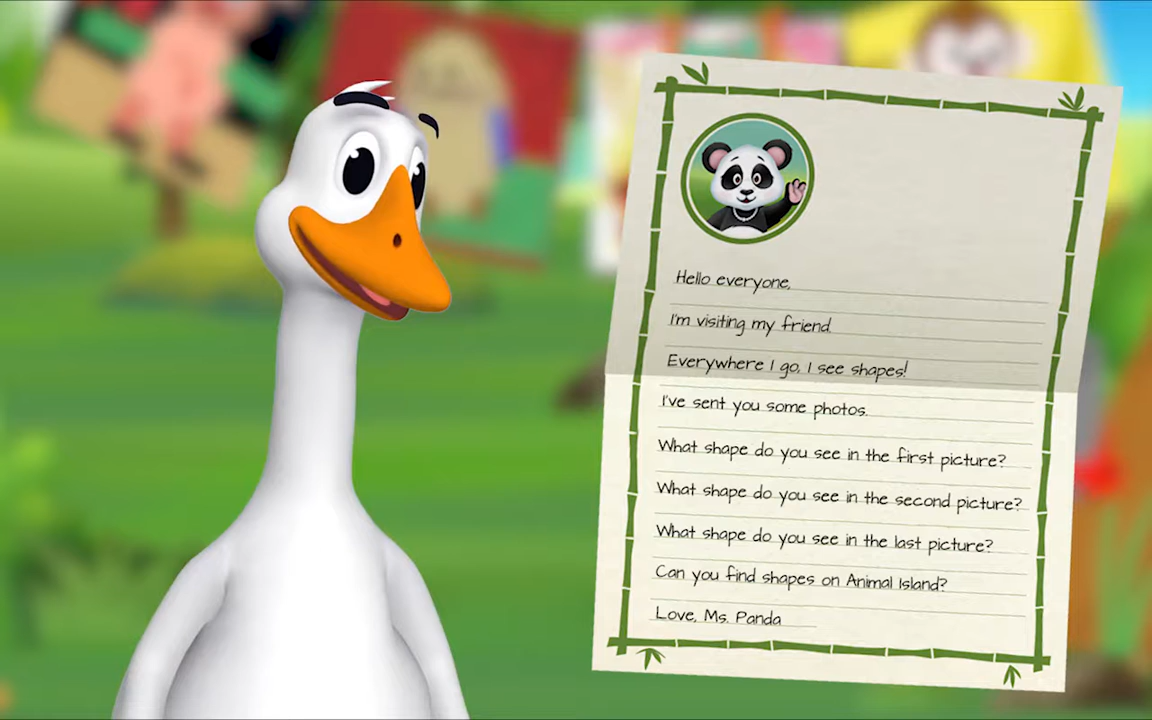 Hello everyone,
I'm visiting my friend.
Everywhere I go, I see shapes!
I've sent you some photos.
What shape do you see in the first picture?
What shape do you see in the second picture?
What shape do you see in the last picture?
Can you find shapes on Animal Island?
Love, Ms. Panda